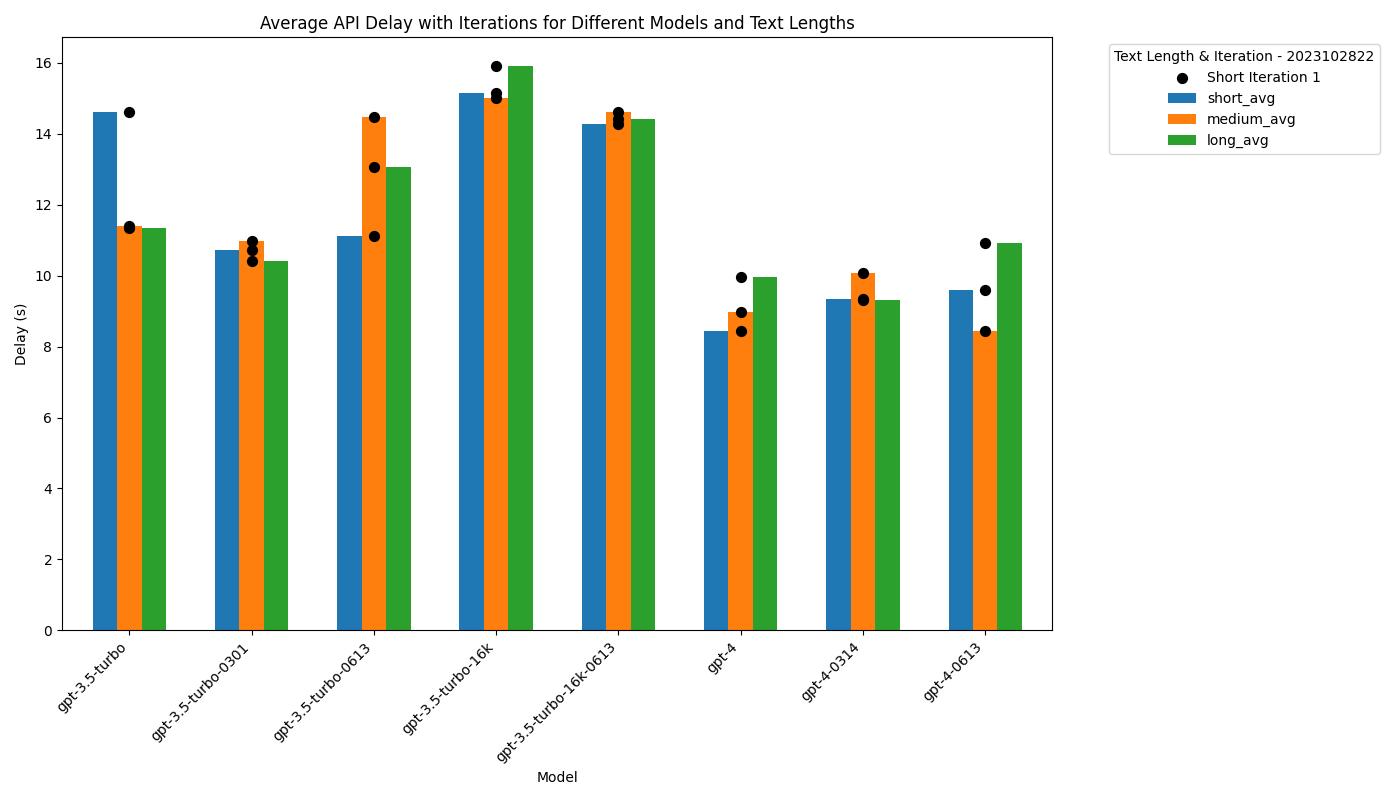 Average API Delay with Iterations for Different Models and Text Lengths
Text Length & Iteration - 2023102822
Short Iteration 1
short_avg
medium_avg
long_avg
Delay (s)
16
14
12
10
8
6
4
2
0
gpt-3.5-turbo
gpt-3.5-turbo-0301
gpt-3.5-turbo-0613
gpt-3.5-turbo-16k
gpt-3.5-turbo-16k-0613
gpt-4
gpt-4-0314
gpt-4-0613
Model